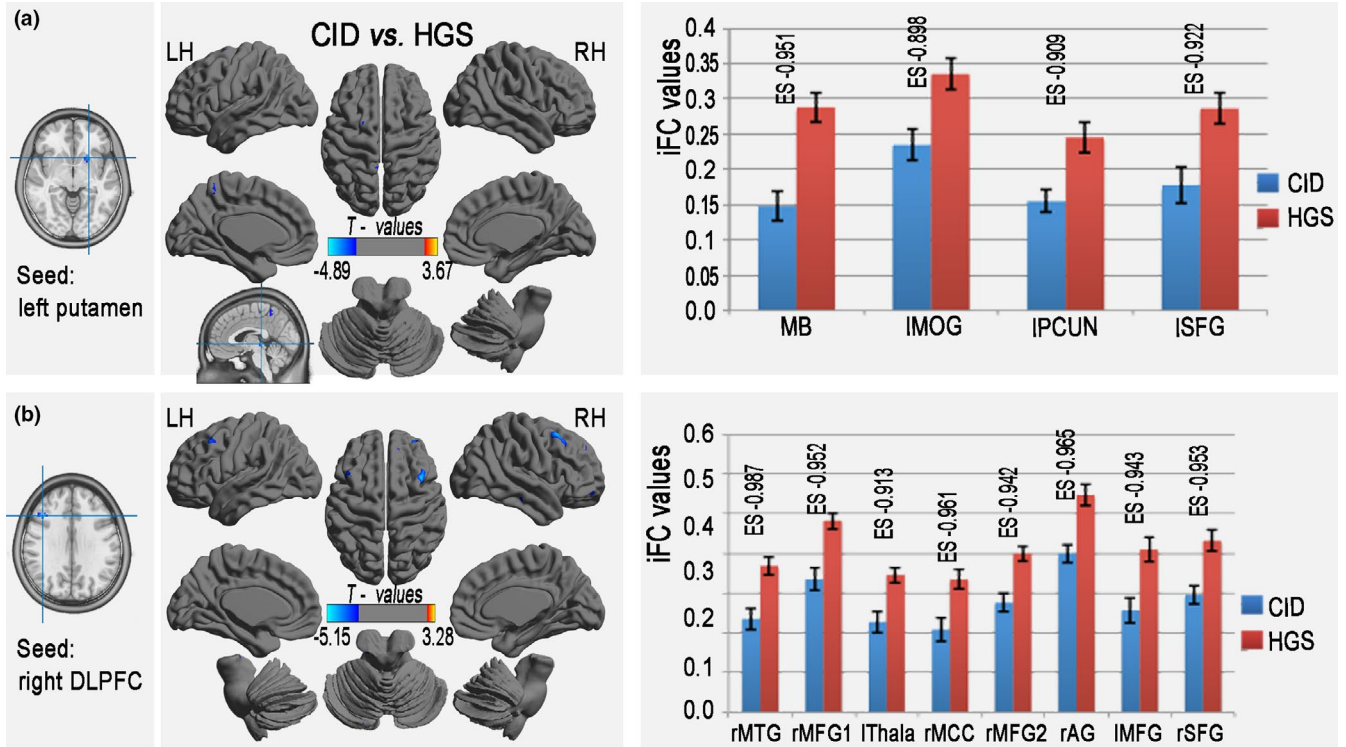 (a)
CID vs. HGS
LH
RH
Seed:
left putamen
T - values
-4.89
3.67
iFC values
0.4
0.35
0.3
0.25
0.2
0.15
0.1
0.05
0.0
ES -0.951
ES -0.898
ES -0.909
ES -0.922
MB
lMOG
lPCUN
lSFG
CID
HGS
(b)
LH
RH
Seed:
right DLPFC
T - values
-5.15
3.28
iFC values
0.6
0.5
0.4
0.3
0.2
0.1
0.0
ES -0.987
ES -0.952
ES -0.913
ES -0.961
ES -0.942
ES -0.965
ES -0.943
ES -0.953
rMTG
rMFG1
lThala
rMCC
rMFG2
rAG
lMFG
rSFG
CID
HGS